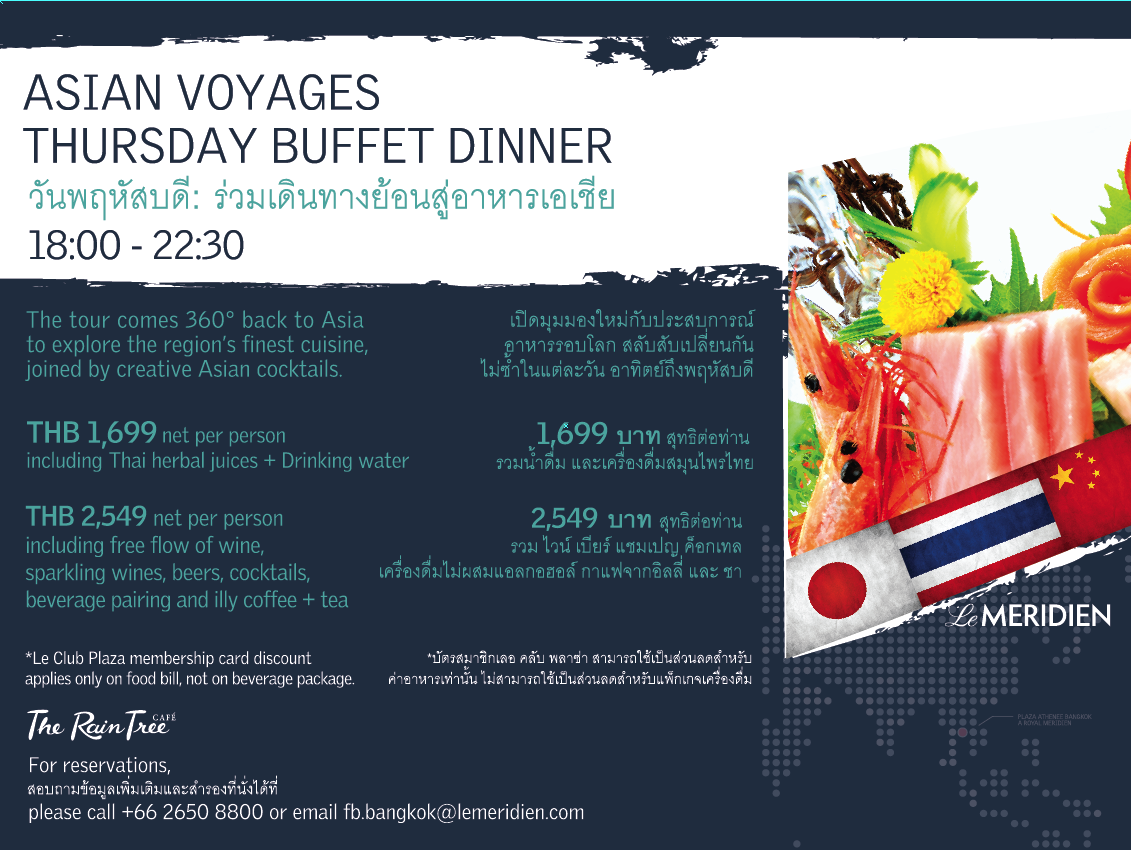 ASIAN VOYAGES
THURSDAY BUFFET DINNER
วันพฤหัสบดี: ร่วมเดินทางย้อนสู่อาหารเอเชีย
18:00 - 22:30
The tour comes 360° back to Asia
to explore the region's finest cuisine,
joined by creative Asian cocktails.
เปิดมุมมองใหม่กับประสบการณ์
อาหารรอบโลก สลับสับเปลี่ยนกัน
ไม่ซ้ำในแต่ละวัน อาทิตย์ถึงพฤหัสบดี
THB 1,699 net per person
including Thai herbal juices + Drinking water
1,699 บาท สุทธิต่อท่าน
รวมน้ำดื่ม และเครื่องดื่มสมุนไพรไทย
THB 2,549 net per person
including free flow of wine,
sparkling wines, beers, cocktails,
beverage pairing and illy coffee + tea
2,549 บาท สุทธิต่อท่าน
รวม ไวน์ เบียร์ แชมเปญ ค็อกเทล
เครื่องดื่มไม่ผสมแอลกอฮอล์ กาแฟจากอิลลี่ และ ชา
Le MERIDIEN
*Le Club Plaza membership card discount
applies only on food bill, not on beverage package.
*บัตรสมาชิกเลอ คลับ พลาซ่า สามารถใช้เป็นส่วนลดสำหรับ
ค่าอาหารเท่านั้น ไม่สามารถใช้เป็นส่วนลดสำหรับแพ็กเกจเครื่องดื่ม
PLAZA ATHENEE BANGKOK
A ROYAL MERIDIEN
The Rain Tree CAFÉ
For reservations,
สอบถามข้อมูลเพิ่มเติมและสำรองที่นั่งได้ที่
please call +66 2650 8800 or email fb.bangkok@lemeridien.com